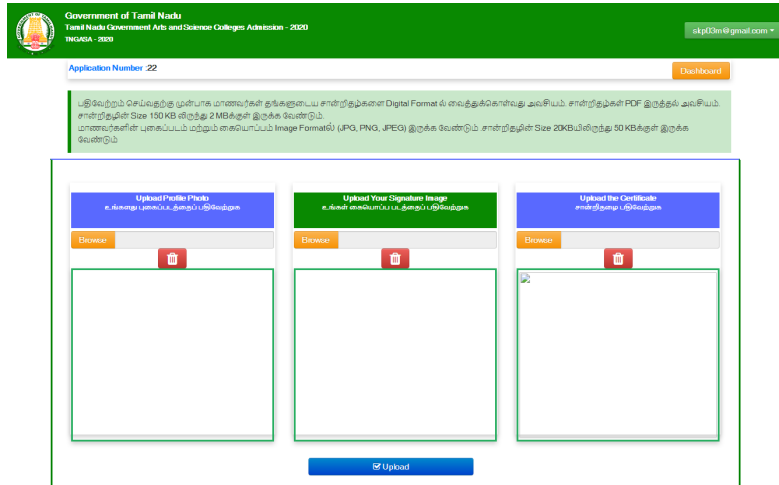 Government of Tamil Nadu
Tamil Nadu Government Arts and Science Colleges Admission - 2020
TNGASA - 2020
skp03m@gmail.com
Application Number :22
Dashboard
பதிவேற்றம் செய்வதற்கு முன்பாக மாணவர்கள் தங்களுடைய சான்றிதழ்களை Digital Format ல் வைத்துக்கொள்வது அவசியம். சான்றிதழ்கள் PDF இருத்தல் அவசியம்.
சான்றிதழின் Size 150 KB லிருந்து 2 MBக்குள் இருக்க வேண்டும்.
மாணவர்களின் புகைப்படம் மற்றும் கையொப்பம் Image Formatல் (JPG, PNG, JPEG) இருக்க வேண்டும் .சான்றிதழின் Size 20KBயிலிருந்து 50 KBக்குள் இருக்க
வேண்டும்
Upload Profile Photo
உங்களது புகைப்படத்தைப் பதிவேற்றுக
Upload Your Signature Image
உங்கள் கையொப்ப படத்தைப் பதிவேற்றுக
Upload the Certificate
சான்றிதழை பதிவேற்றுக
Browse
Browse
Browse
Upload